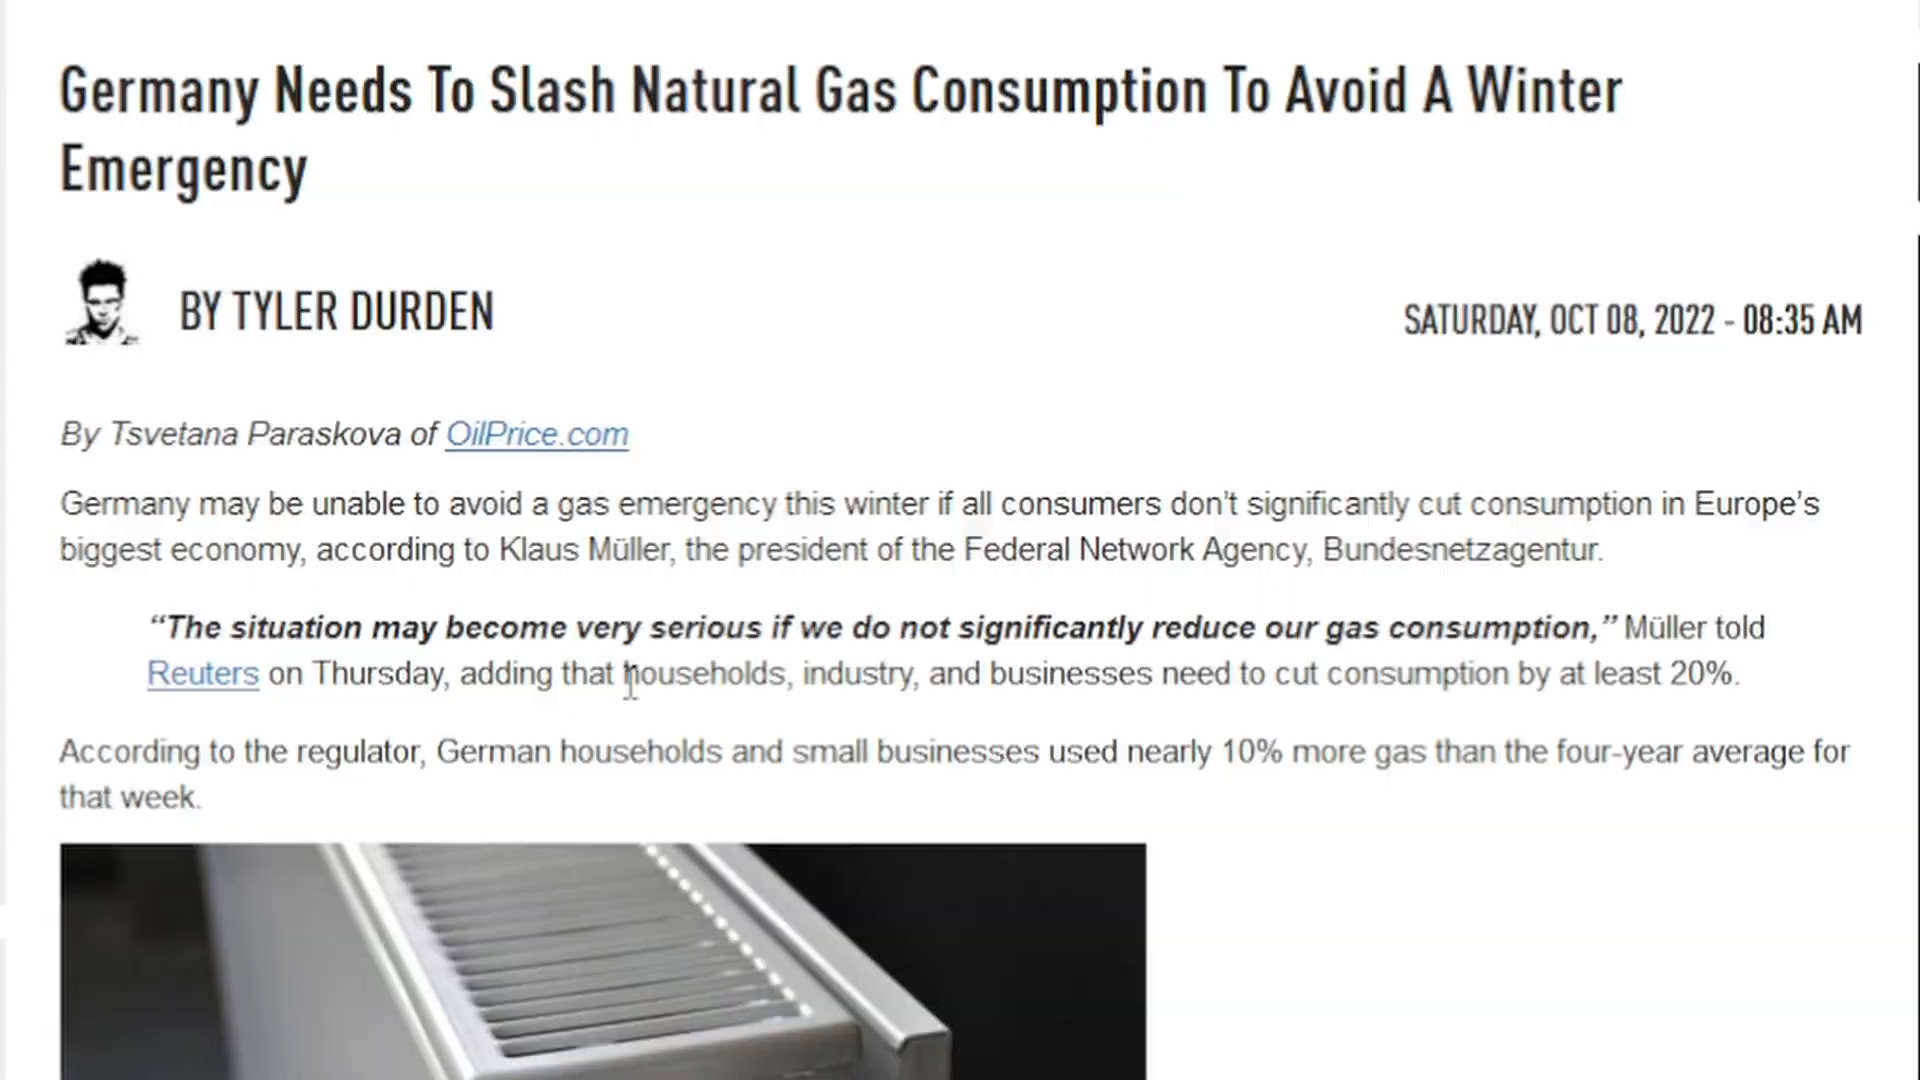 Germany Needs To Slash Natural Gas Consumption To Avoid A Winter
Emergency
BY TYLER DURDEN
SATURDAY, OCT 08, 2022 - 08:35 AM
By Tsvetana Paraskova of OilPrice.com
Germany may be unable to avoid a gas emergency this winter if all consumers don’t significantly cut consumption in Europe’s
biggest economy, according to Klaus Müller, the president of the Federal Network Agency, Bundesnetzagentur.
“The situation may become very serious if we do not significantly reduce our gas consumption,” Müller told
Reuters on Thursday, adding that households, industry, and businesses need to cut consumption by at least 20%.
According to the regulator, German households and small businesses used nearly 10% more gas than the four-year average for
that week.